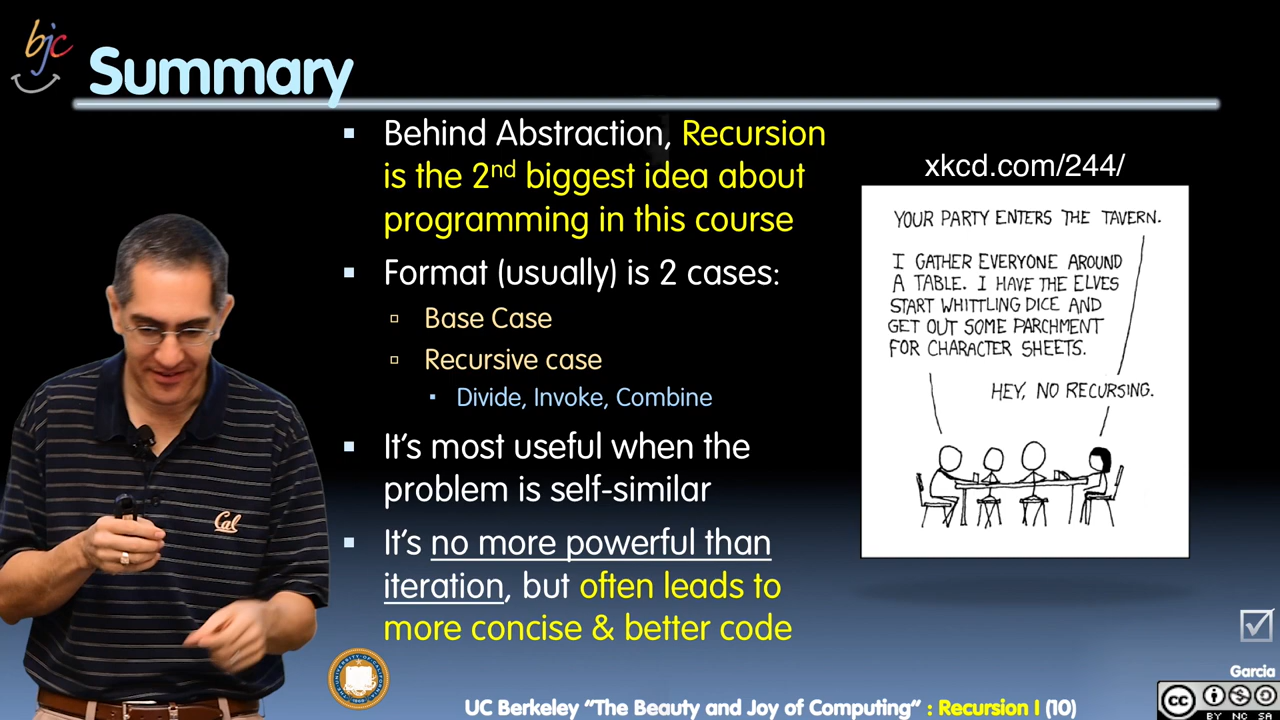 bjc
Summary
Behind Abstraction, Recursion
is the 2nd biggest idea about
programming in this course
Format (usually) is 2 cases:
Base Case
Recursive case
Divide, Invoke, Combine
It's most useful when the
problem is self-similar
It's no more powerful than
iteration, but often leads to
more concise & better code
xkcd.com/244/
YOUR PARTY ENTERS THE TAVERN.
I GATHER EVERYONE AROUND
A TABLE. I HAVE THE ELVES
START WHITTLING DICE AND
GET OUT SOME PARCHMENT
FOR CHARACTER SHEETS.
HEY, NO RECURSING.
Cal
Garcia
UC Berkeley "The Beauty and Joy of Computing" : Recursion I (10)
cc
BY NC SA